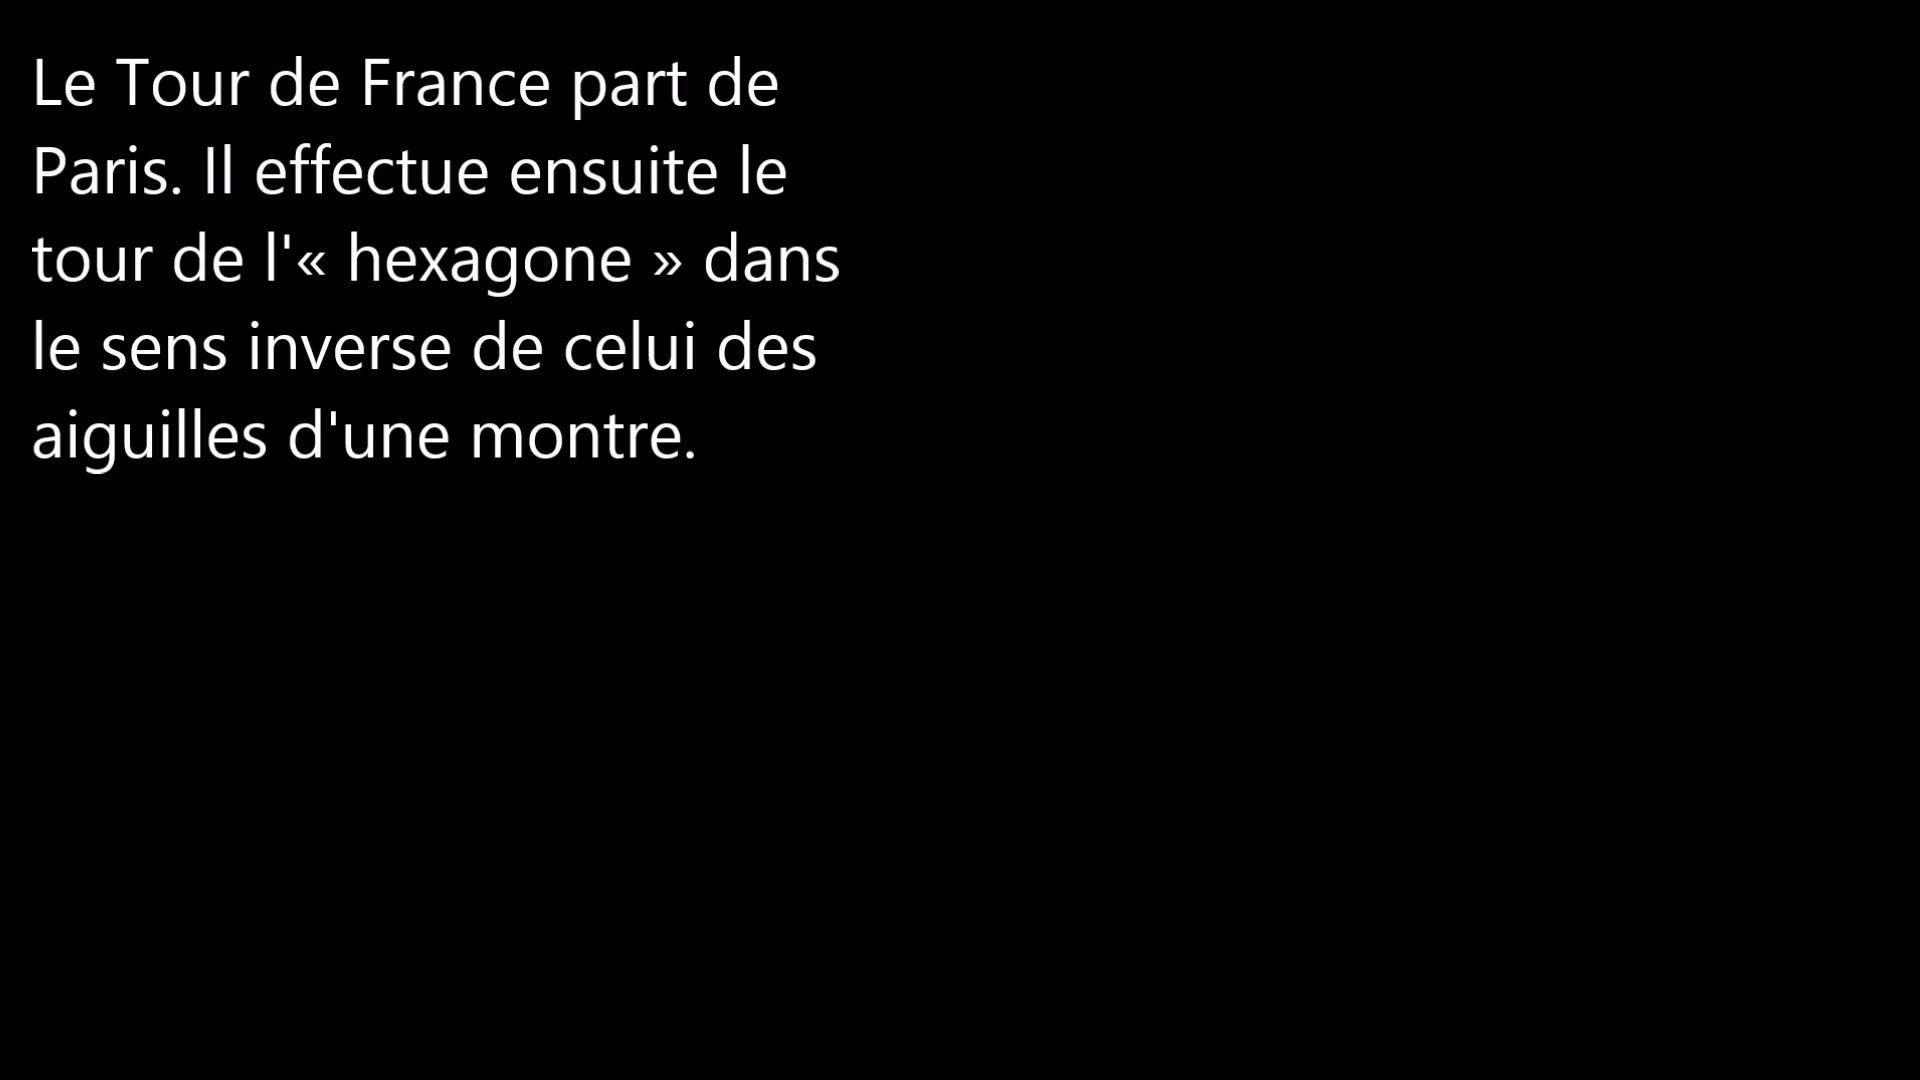 Le Tour de France part de
Paris. Il effectue ensuite le
tour de l'« hexagone » dans
le sens inverse de celui des
aiguilles d'une montre.